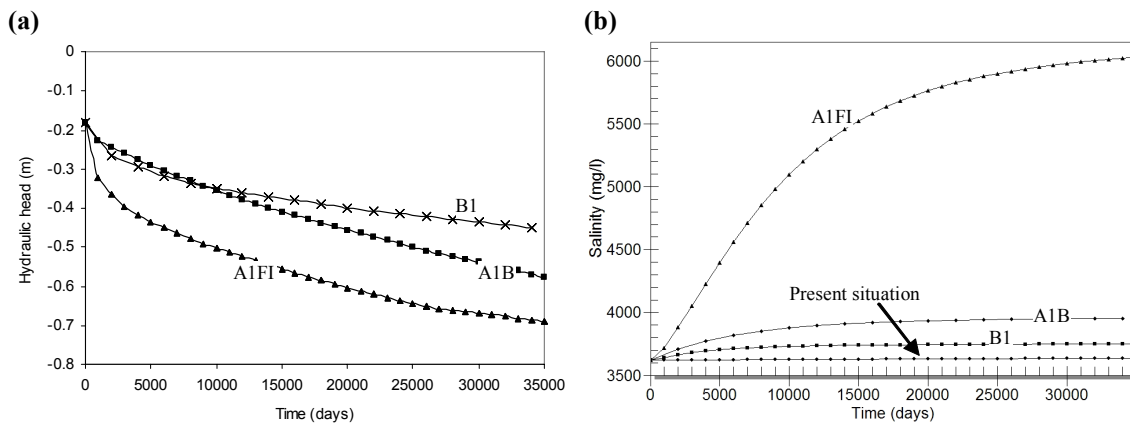 (a)
(b)
0
-0.1
-0.2
-0.3
-0.4
-0.5
-0.6
-0.7
-0.8
Hydraulic head (m)
B1
A1B
A1FI
0 5000 10000 15000 20000 25000 30000 35000
Time (days)
6000
5500
5000
4500
4000
3500
Salinity (mg/l)
A1FI
Present situation
A1B
B1
0 5000 10000 15000 20000 25000 30000
Time (days)